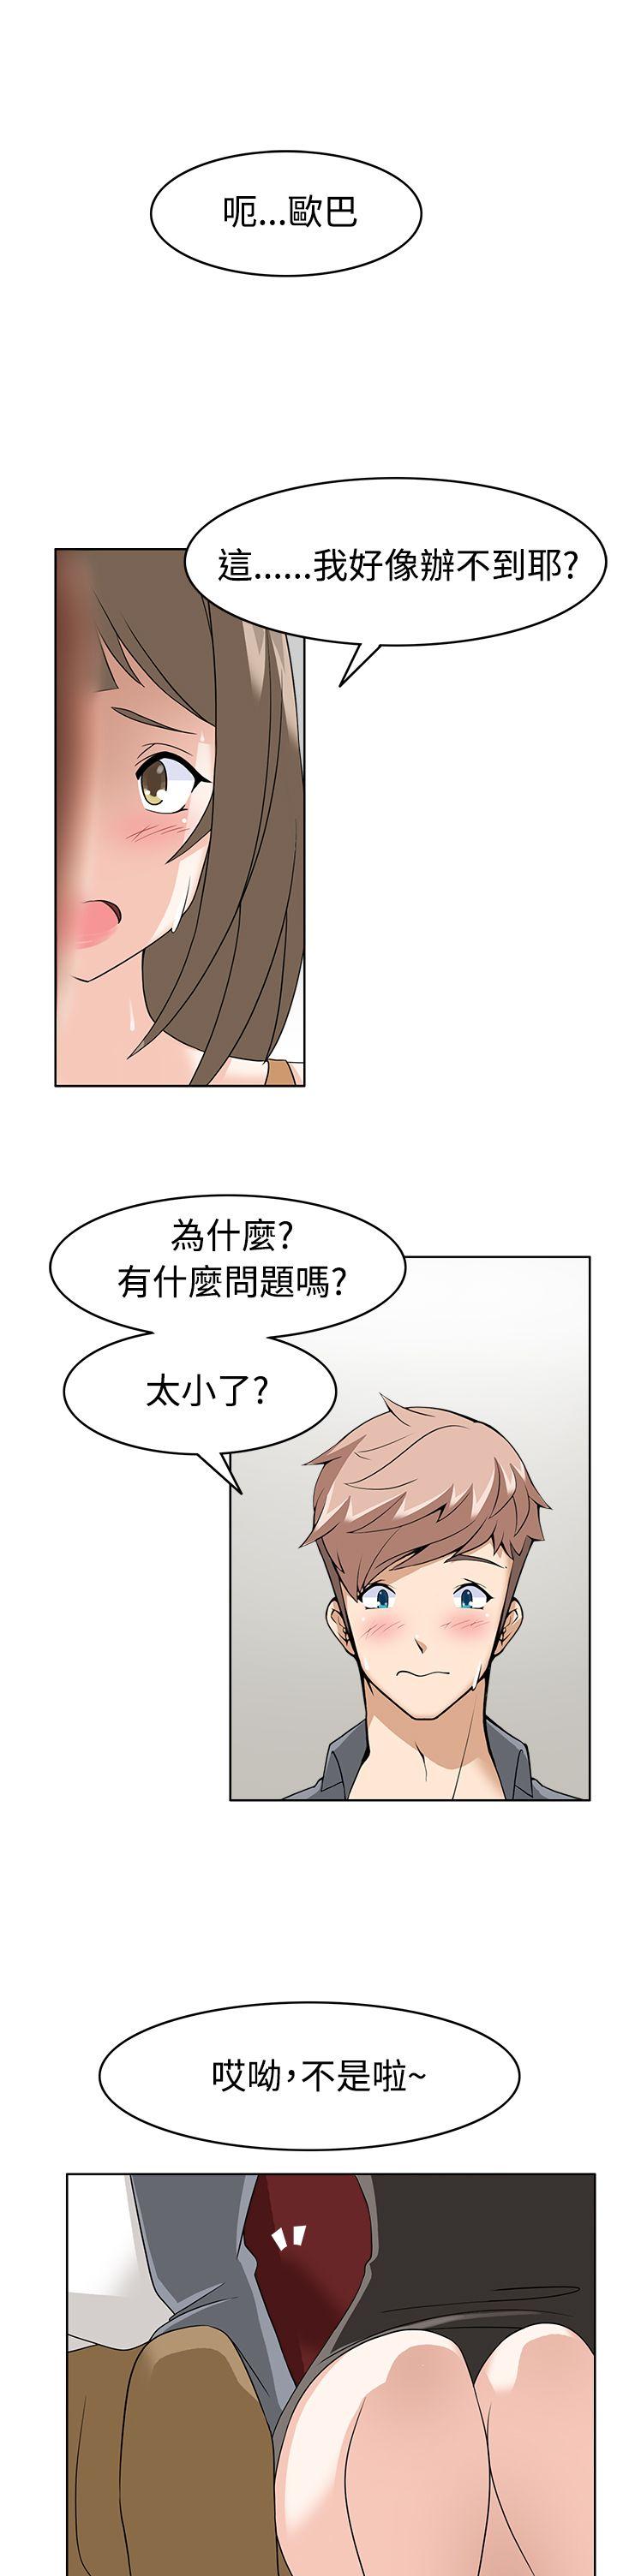 呃...歐巴
這......我好像辦不到耶?
為什麼?
有什麼問題嗎?
太小了?
哎呦,不是啦~